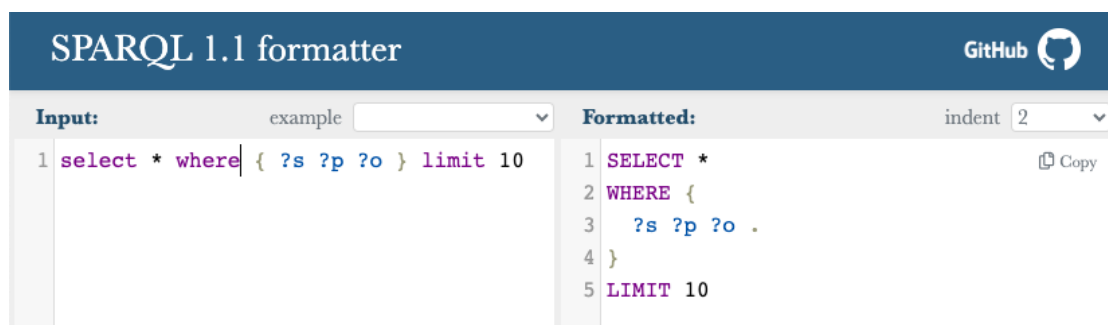 SPARQL 1.1 formatter
GitHub
Input:
example
Formatted:
indent 2
1 select * where { ?s ?p ?o } limit 10
1 SELECT *
Copy
2 WHERE {
3 ?s ?p ?o .
4 }
5 LIMIT 10